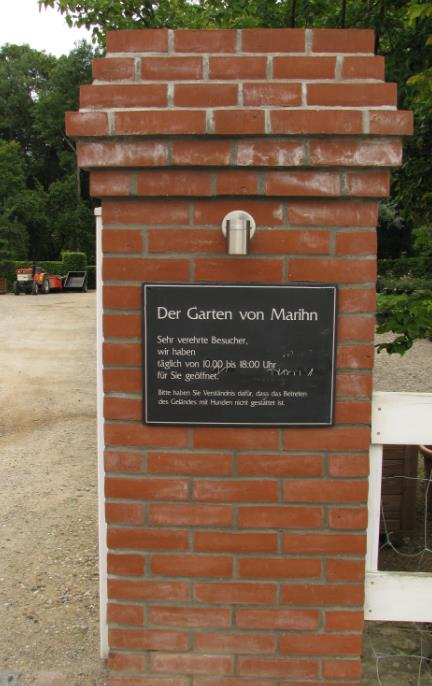 Der Garten von Marihn
Sehr verehrte Besucher,
wir haben
täglich von 10.00 bis 18:00 Uhr
für Sie geöffnet.
Bitte haben Sie Verständnis dafür, dass das Betreten
des Geländes mit Hunden nicht gestattet ist.